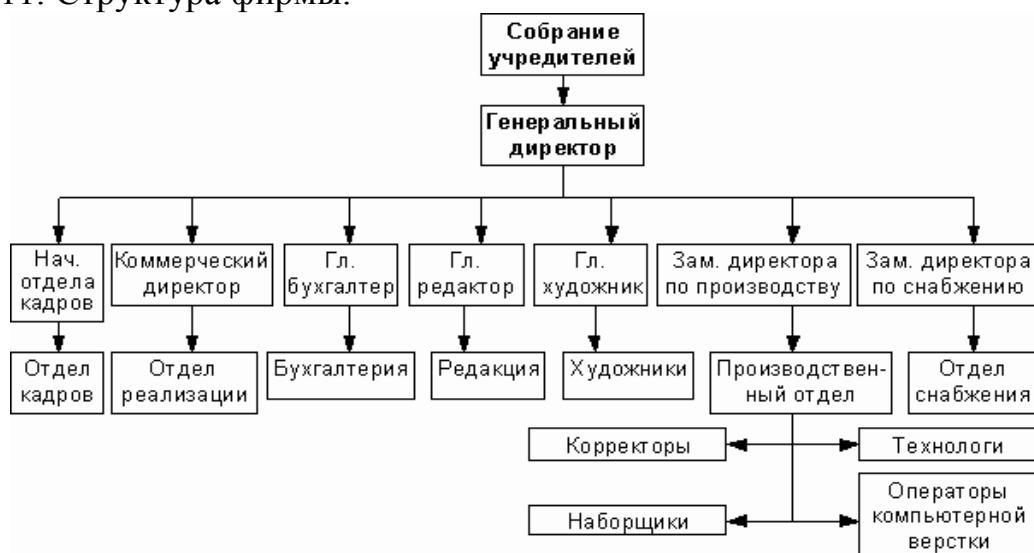 11. Структура фирмы.
Собрание
учредителей
Генеральный
директор
Нач.
отдела
кадров
Коммерческий
директор
Гл.
бухгалтер
Гл.
редактор
Гл.
художник
Зам. директора
по производству
Зам. директора
по снабжению
Отдел
кадров
Отдел
реализации
Бухгалтерия
Редакция
Художники
Производствен-
ный отдел
Отдел
снабжения
Корректоры
Технологи
Наборщики
Операторы
компьютерной
верстки